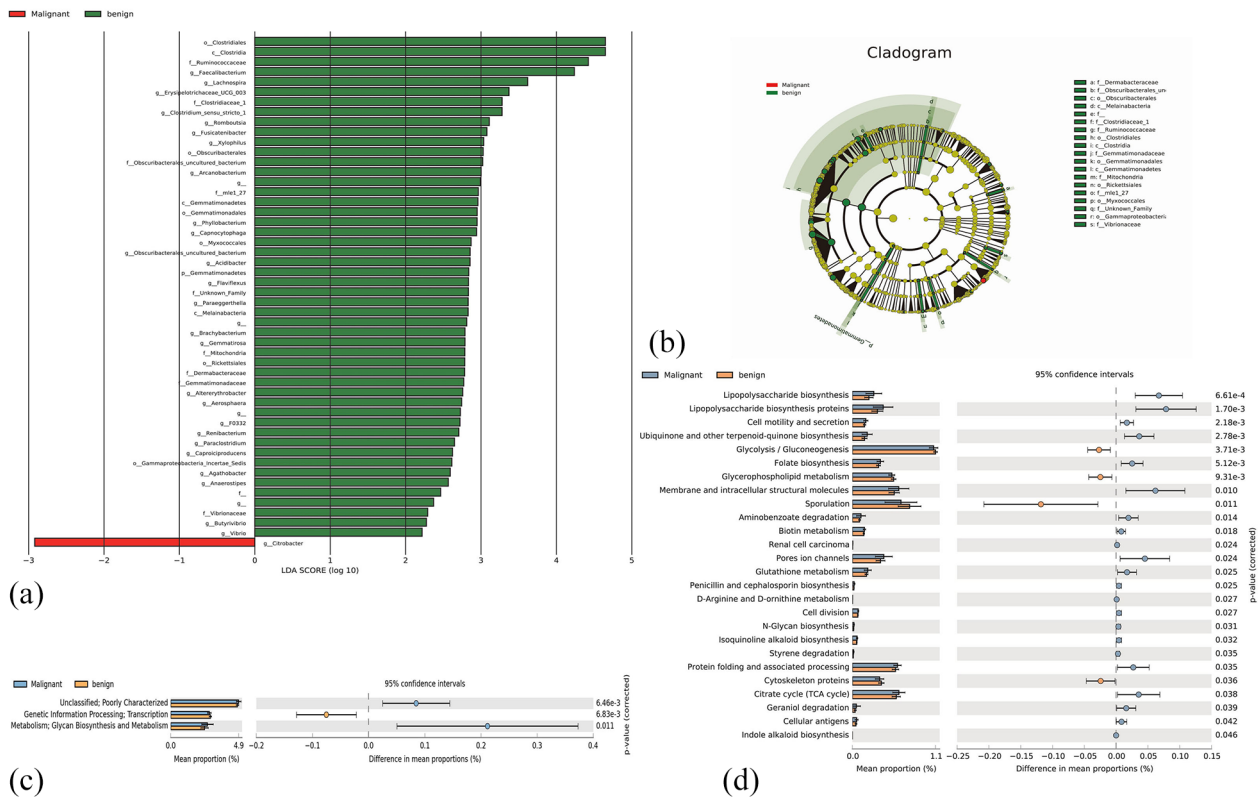 Malignant benign
o__Clostridiales
c__Clostridia
f__Ruminococcaceae
g__Faecalibacterium
g__Lachnospira
g__Erysipelotrichaceae_UCG_003
f__Clostridiaceae_1
g__Clostridium_sensu_stricto_1
g__Romboutsia
g__Fusicatenibacter
g__Xylophilus
o__Obscuribacterales
f__Obscuribacterales_uncultured_bacterium
g__Arcanobacterium
g__
f__mle1_27
c__Gemmatimonadetes
o__Gemmatimonadales
g__Phyllobacterium
g__Capnocytophaga
o__Myxococcales
g__Obscuribacterales_uncultured_bacterium
g__Acidibacter
p__Gemmatimonadetes
g__Flaviflexus
f__Unknown_Family
g__Paraeggerthella
c__Melainabacteria
g__
g__Brachybacterium
g__Gemmatirosa
f__Mitochondria
o__Rickettsiales
f__Dermabacteraceae
f__Gemmatimonadaceae
g__Altererythrobacter
g__Aerosphaera
g__
g__F0332
g__Renibacterium
g__Paraclostridium
g__Caproiciproducens
o__Gammaproteobacteria_Incertae_Sedis
g__Agathobacter
g__Anaerostipes
f__
g__
f__Vibrionaceae
g__Butyrivibrio
g__Vibrio
g__Citrobacter
−3 −2 −1 0 1 2 3 4 5
LDA SCORE (log 10)
(a)
Cladogram
Malignant
benign
a: f__Dermabacteraceae
b: f__Obscuribacterales_un
c: o__Obscuribacterales
d: c__Melainabacteria
e: f__
f: f__Clostridiaceae_1
g: f__Ruminococcaceae
h: o__Clostridiales
i: c__Clostridia
j: f__Gemmatimonadaceae
k: o__Gemmatimonadales
l: c__Gemmatimonadetes
m: f__Mitochondria
n: o__Rickettsiales
o: f__mle1_27
p: o__Myxococcales
q: f__Unknown_Family
r: o__Gammaproteobacteri
s: f__Vibrionaceae
p__Gemmatimonadetes
(b)
Malignant benign
95% confidence intervals
Unclassified; Poorly Characterized 6.46e-3
Genetic Information Processing; Transcription 6.83e-3
Metabolism; Glycan Biosynthesis and Metabolism 0.011
p-value (corrected)
0.0 4.9 −0.2 −0.1 0.0 0.1 0.2 0.3 0.4
Mean proportion (%) Difference in mean proportions (%)
(c)
Malignant benign
95% confidence intervals
Lipopolysaccharide biosynthesis 6.61e-4
Lipopolysaccharide biosynthesis proteins 1.70e-3
Cell motility and secretion 2.18e-3
Ubiquinone and other terpenoid-quinone biosynthesis 2.78e-3
Glycolysis / Gluconeogenesis 3.71e-3
Folate biosynthesis 5.12e-3
Glycerophospholipid metabolism 9.31e-3
Membrane and intracellular structural molecules 0.010
Sporulation 0.011
Aminobenzoate degradation 0.014
Biotin metabolism 0.018
Renal cell carcinoma 0.024
Pores ion channels 0.024
Glutathione metabolism 0.025
Penicillin and cephalosporin biosynthesis 0.025
D-Arginine and D-ornithine metabolism 0.027
Cell division 0.027
N-Glycan biosynthesis 0.031
Isoquinoline alkaloid biosynthesis 0.032
Styrene degradation 0.035
Protein folding and associated processing 0.035
Cytoskeleton proteins 0.036
Citrate cycle (TCA cycle) 0.038
Geraniol degradation 0.039
Cellular antigens 0.042
Indole alkaloid biosynthesis 0.046
p-value (corrected)
0.0 1.1 −0.25 −0.20 −0.15 −0.10 −0.05 0.00 0.05 0.10 0.15
Mean proportion (%) Difference in mean proportions (%)
(d)